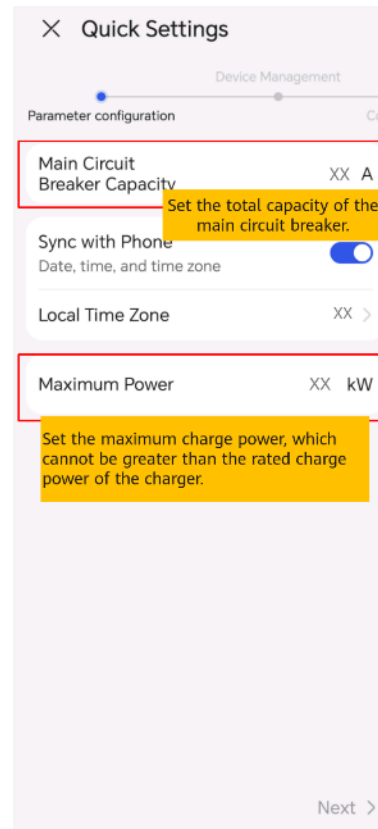 Quick Settings
Device Management
Parameter configuration
Main Circuit
Breaker Capacity
XX A
Set the total capacity of the
main circuit breaker.
Sync with Phone
Date, time, and time zone
Local Time Zone
XX
Maximum Power
XX kW
Set the maximum charge power, which
cannot be greater than the rated charge
power of the charger.
Next